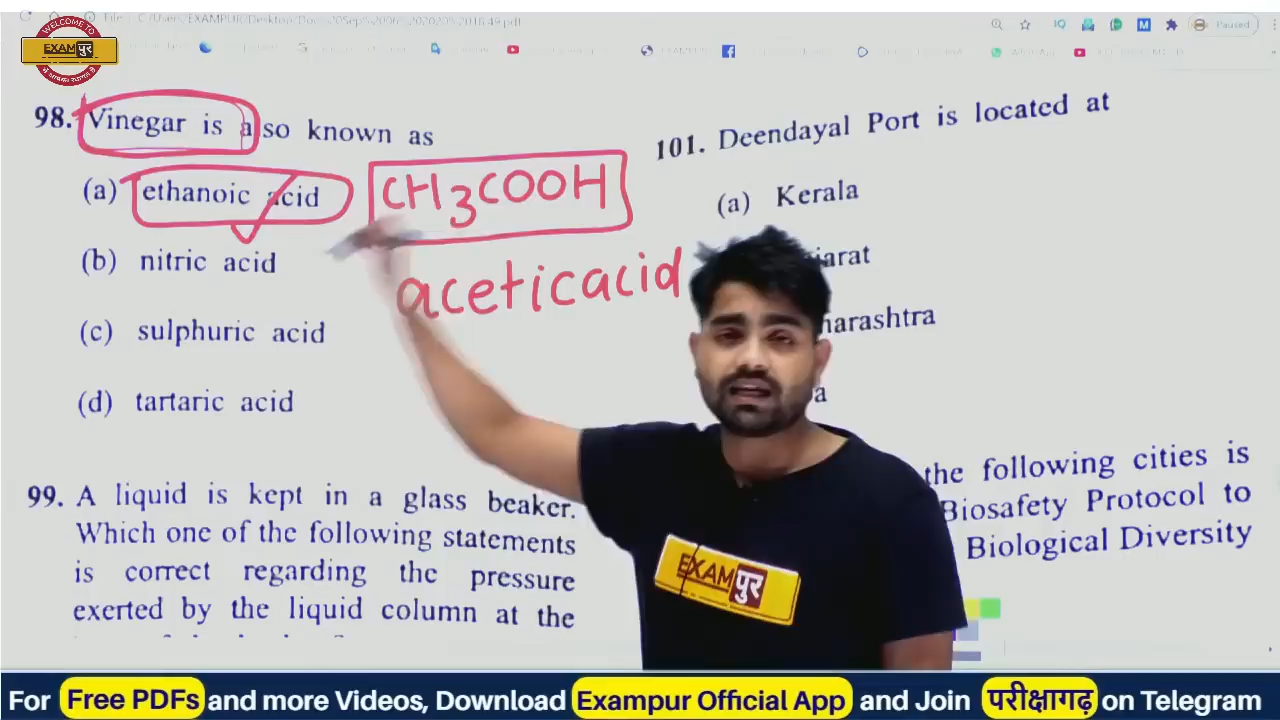 WELCOME TO
EXAMपुर
98. Vinegar is also known as
(a) ethanoic acid
CH3COOH
(b) nitric acid
aceticacid
(c) sulphuric acid
(d) tartaric acid
99. A liquid is kept in a glass beaker.
Which one of the following statements
is correct regarding the pressure
exerted by the liquid column at the
101. Deendayal Port is located at
(a) Kerala
the following cities is
Biosafety Protocol to
Biological Diversity
EXAMपुर
For Free PDFs and more Videos, Download Exampur Official App and Join परीक्षागढ़ on Telegram